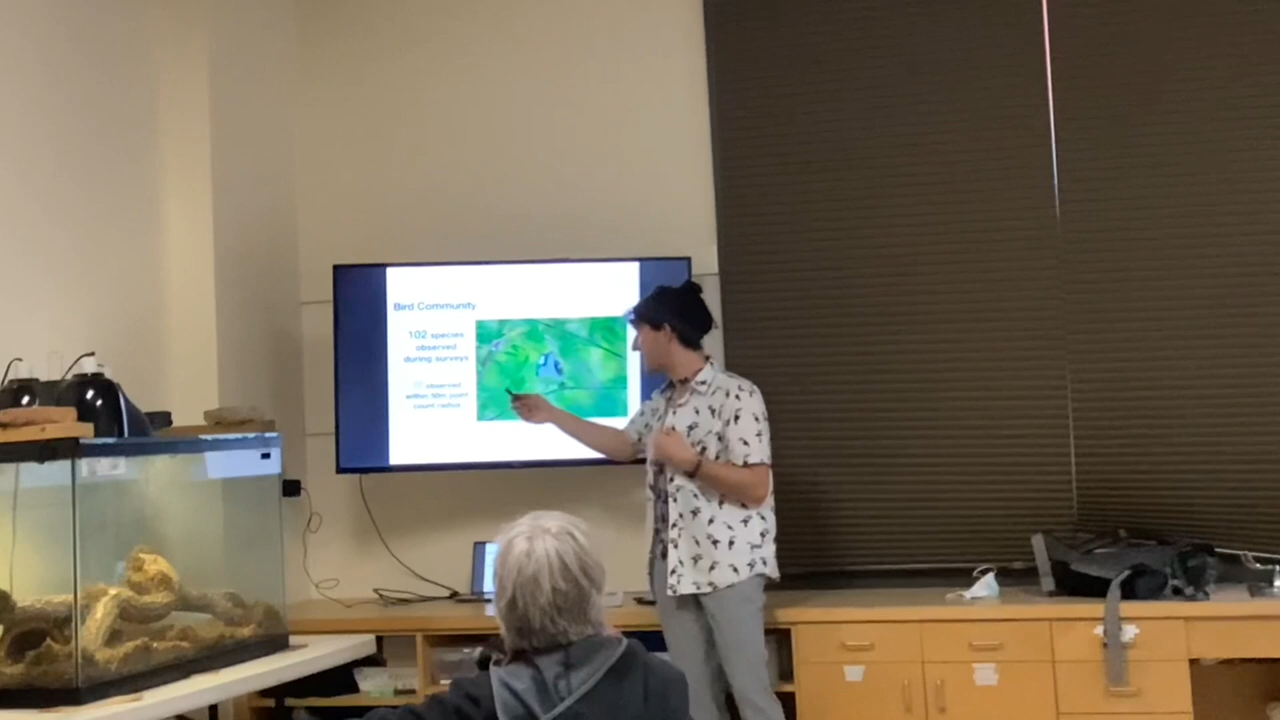 Bird Community
102 species
observed
during surveys
observed
within 50m point
count radius